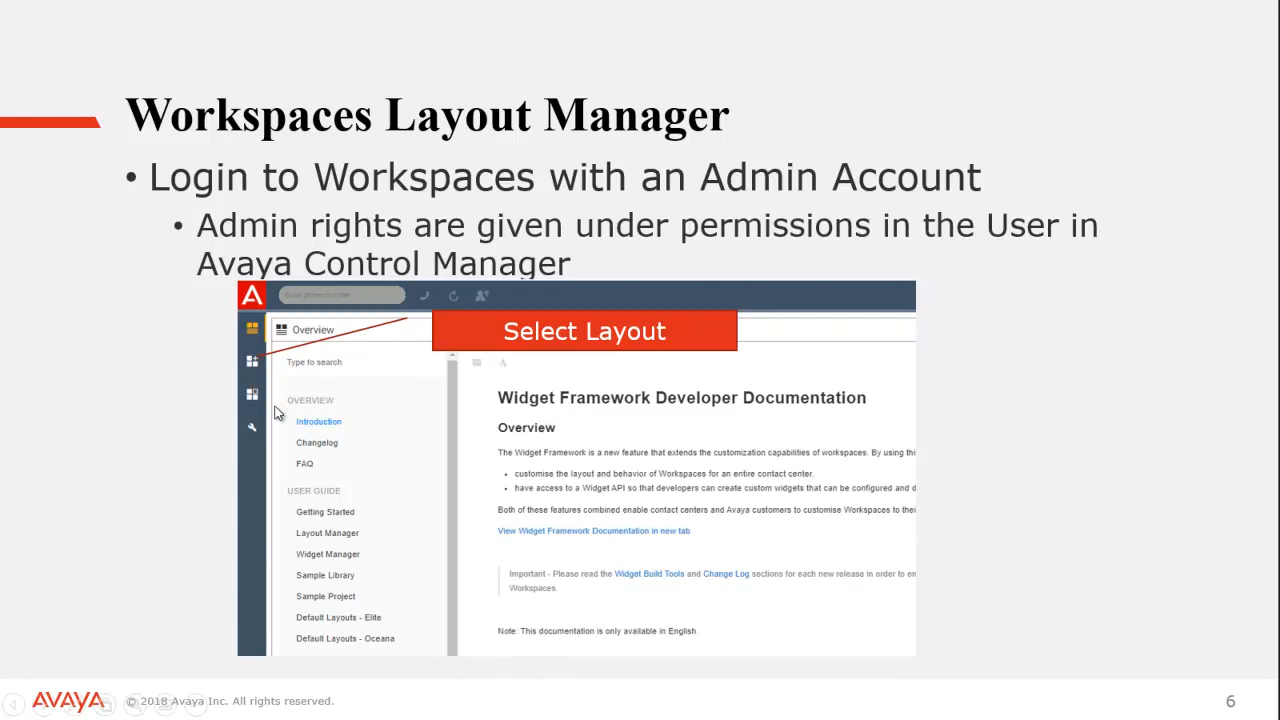 Workspaces Layout Manager
• Login to Workspaces with an Admin Account
• Admin rights are given under permissions in the User in
Avaya Control Manager
Overview
Select Layout
Type to search
OVERVIEW
Introduction
Changelog
FAQ
USER GUIDE
Getting Started
Layout Manager
Widget Manager
Sample Library
Sample Project
Default Layouts - Elite
Default Layouts - Oceana
A
Widget Framework Developer Documentation
Overview
The Widget Framework is a new feature that extends the customization capabilities of workspaces. By using thi
• customise the layout and behavior of Workspaces for an entire contact center.
• have access to a Widget API so that developers can create custom widgets that can be configured and d
Both of these features combined enable contact centers and Avaya customers to customise Workspaces to thei
View Widget Framework Documentation in new tab
Important - Please read the Widget Build Tools and Change Log sections for each new release in order to en
Workspaces.
Note: This documentation is only available in English.
AVAYA © 2018 Avaya Inc. All rights reserved.
6